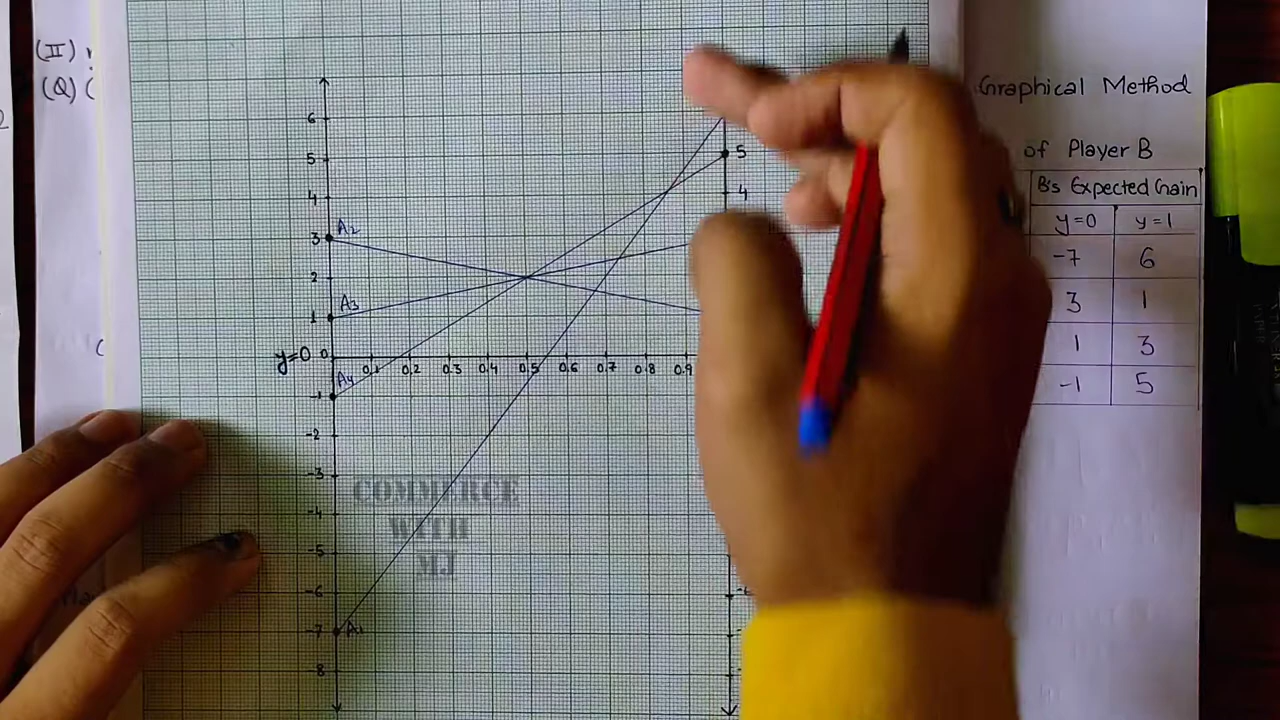 (II)
(Q) (
Graphical Method
of Player B
B's Expected Gain
y=0 y=1
-7 6
3 1
1 3
-1 5
6
5
4
3 A2
2
1 A3
y=0 0 0.1 0.2 0.3 0.4 0.5 0.6 0.7 0.8 0.9
-1 A4
-2
-3
-4
-5
-6
-7 A1
8
5
4
COMMERCE
WITH
MJ